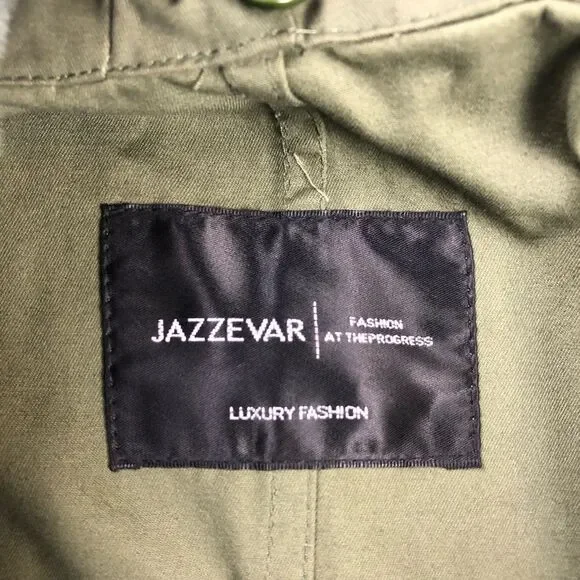 JAZZEVAR
FASHION
AT THEPROGRESS
LUXURY FASHION